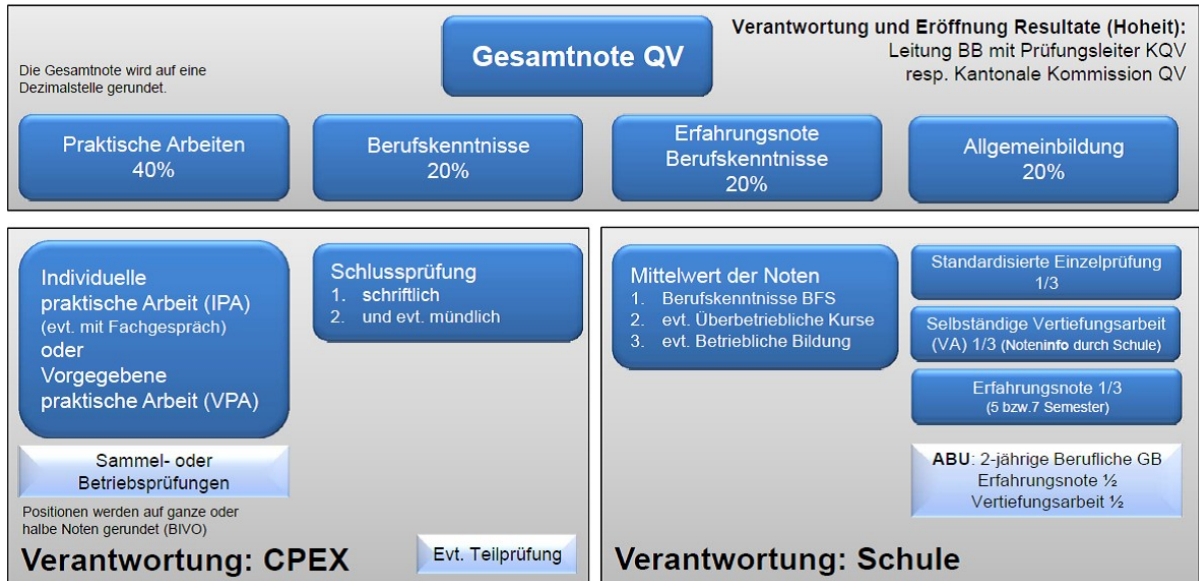 Gesamtnote QV
Verantwortung und Eröffnung Resultate (Hoheit):
Leitung BB mit Prüfungsleiter KQV
resp. Kantonale Kommission QV
Die Gesamtnote wird auf eine
Dezimalstelle gerundet.
Praktische Arbeiten
40%
Berufskenntnisse
20%
Erfahrungsnote
Berufskenntnisse
20%
Allgemeinbildung
20%
Individuelle
praktische Arbeit (IPA)
(evt. mit Fachgespräch)
oder
Vorgegebene
praktische Arbeit (VPA)
Sammel- oder
Betriebsprüfungen
Positionen werden auf ganze oder
halbe Noten gerundet (BIVO)
Schlussprüfung
1. schriftlich
2. und evt. mündlich
Verantwortung: CPEX
Evt. Teilprüfung
Mittelwert der Noten
1. Berufskenntnisse BFS
2. evt. Überbetriebliche Kurse
3. evt. Betriebliche Bildung
Standardisierte Einzelprüfung
1/3
Selbständige Vertiefungsarbeit
(VA) 1/3 (Noteninfo durch Schule)
Erfahrungsnote 1/3
(5 bzw.7 Semester)
ABU: 2-jährige Berufliche GB
Erfahrungsnote ½
Vertiefungsarbeit ½
Verantwortung: Schule